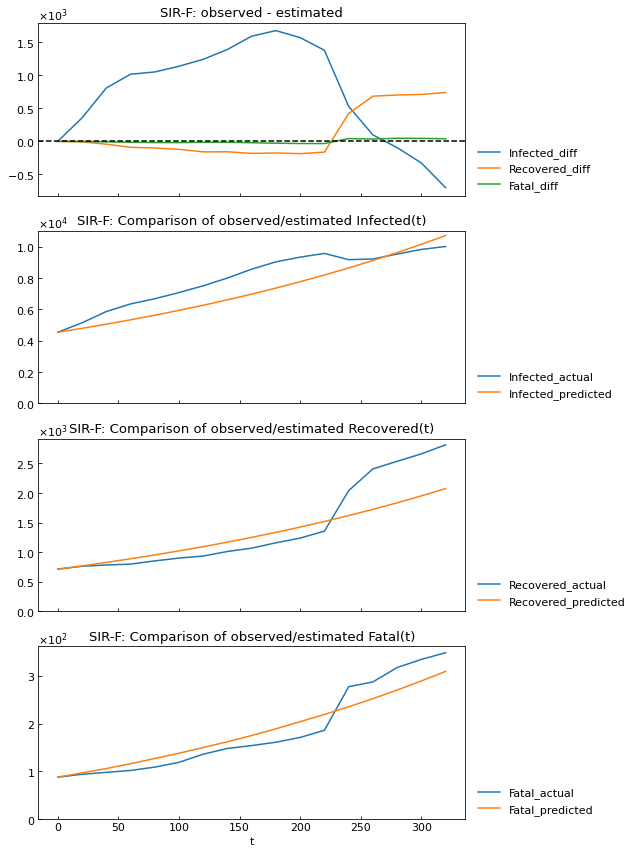 SIR-F: observed - estimated
×10³
1.5
1.0
0.5
0.0
−0.5
Infected_diff
Recovered_diff
Fatal_diff
SIR-F: Comparison of observed/estimated Infected(t)
×10⁴
1.0
0.8
0.6
0.4
0.2
0.0
Infected_actual
Infected_predicted
SIR-F: Comparison of observed/estimated Recovered(t)
×10³
2.5
2.0
1.5
1.0
0.5
0.0
Recovered_actual
Recovered_predicted
SIR-F: Comparison of observed/estimated Fatal(t)
×10²
3
2
1
0
Fatal_actual
Fatal_predicted
0 50 100 150 200 250 300
t